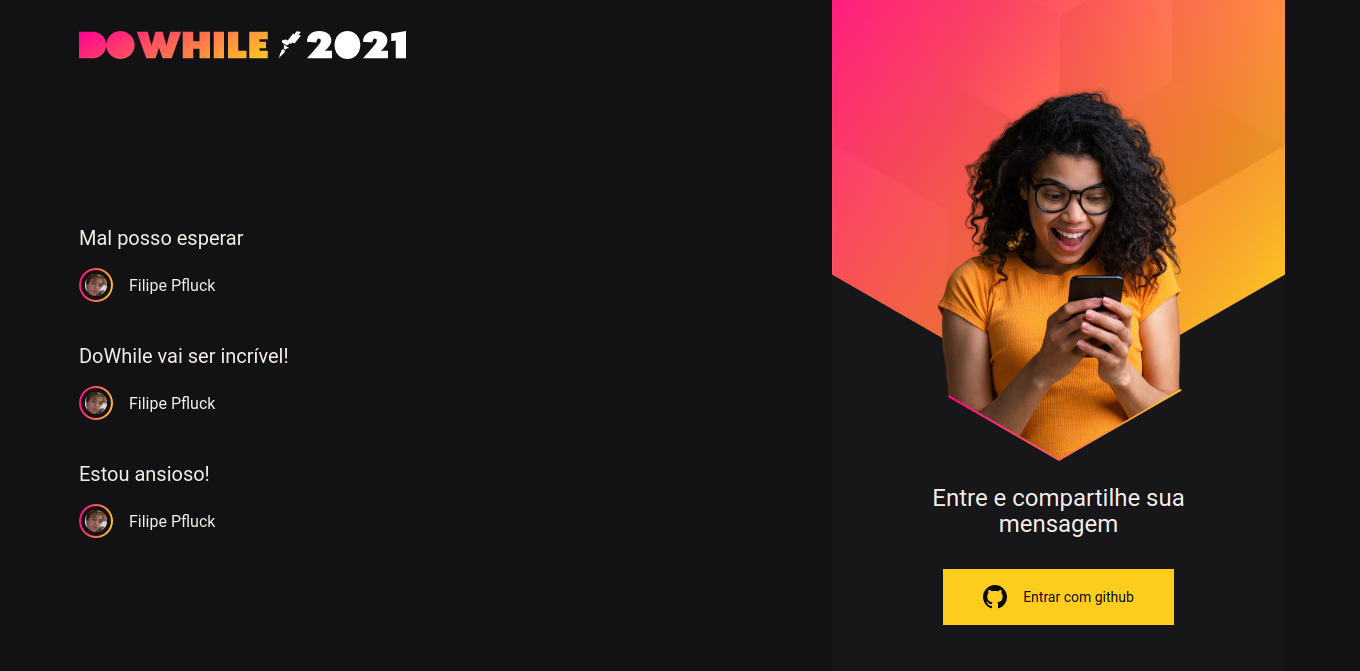 DOWHILE 2021
Mal posso esperar
Filipe Pfluck
DoWhile vai ser incrível!
Filipe Pfluck
Estou ansioso!
Filipe Pfluck
Entre e compartilhe sua
mensagem
Entrar com github